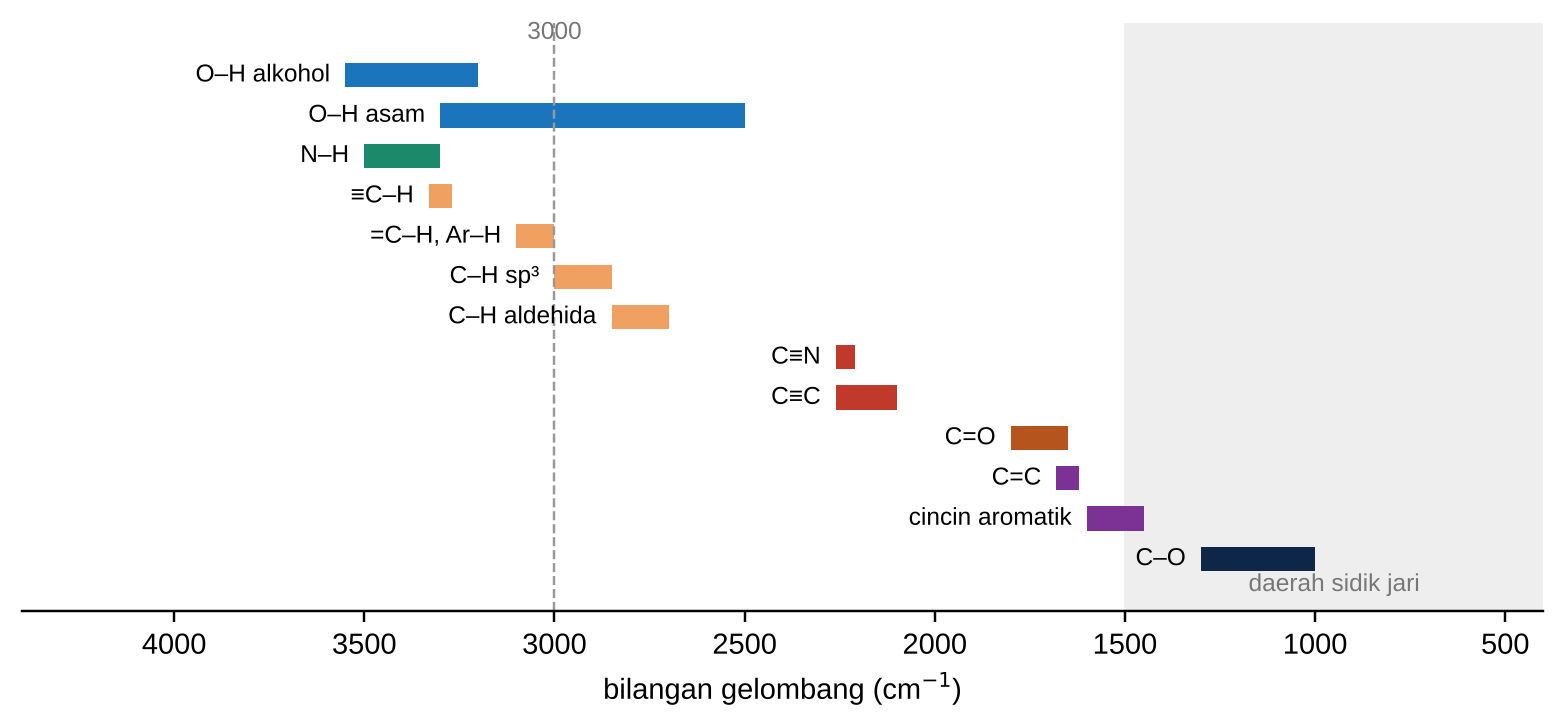 3000
O–H alkohol
O–H asam
N–H
≡C–H
=C–H, Ar–H
C–H sp³
C–H aldehida
C≡N
C≡C
C=O
C=C
cincin aromatik
C–O
daerah sidik jari
4000 3500 3000 2500 2000 1500 1000 500
bilangan gelombang (cm⁻¹)